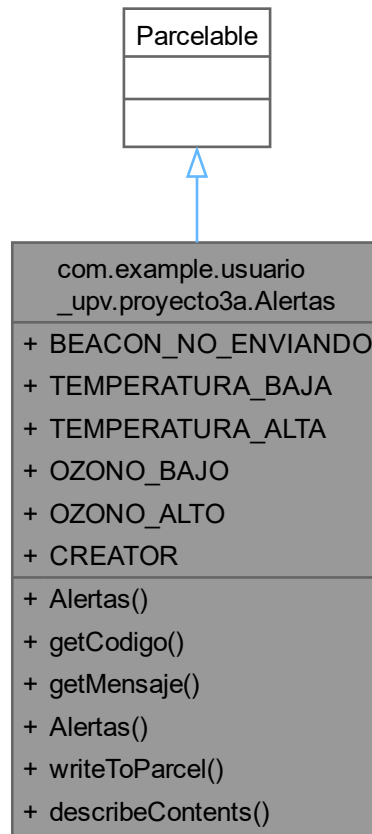 Parcelable
com.example.usuario
_upv.proyecto3a.Alertas
+ BEACON_NO_ENVIANDO
+ TEMPERATURA_BAJA
+ TEMPERATURA_ALTA
+ OZONO_BAJO
+ OZONO_ALTO
+ CREATOR
+ Alertas()
+ getCodigo()
+ getMensaje()
+ Alertas()
+ writeToParcel()
+ describeContents()